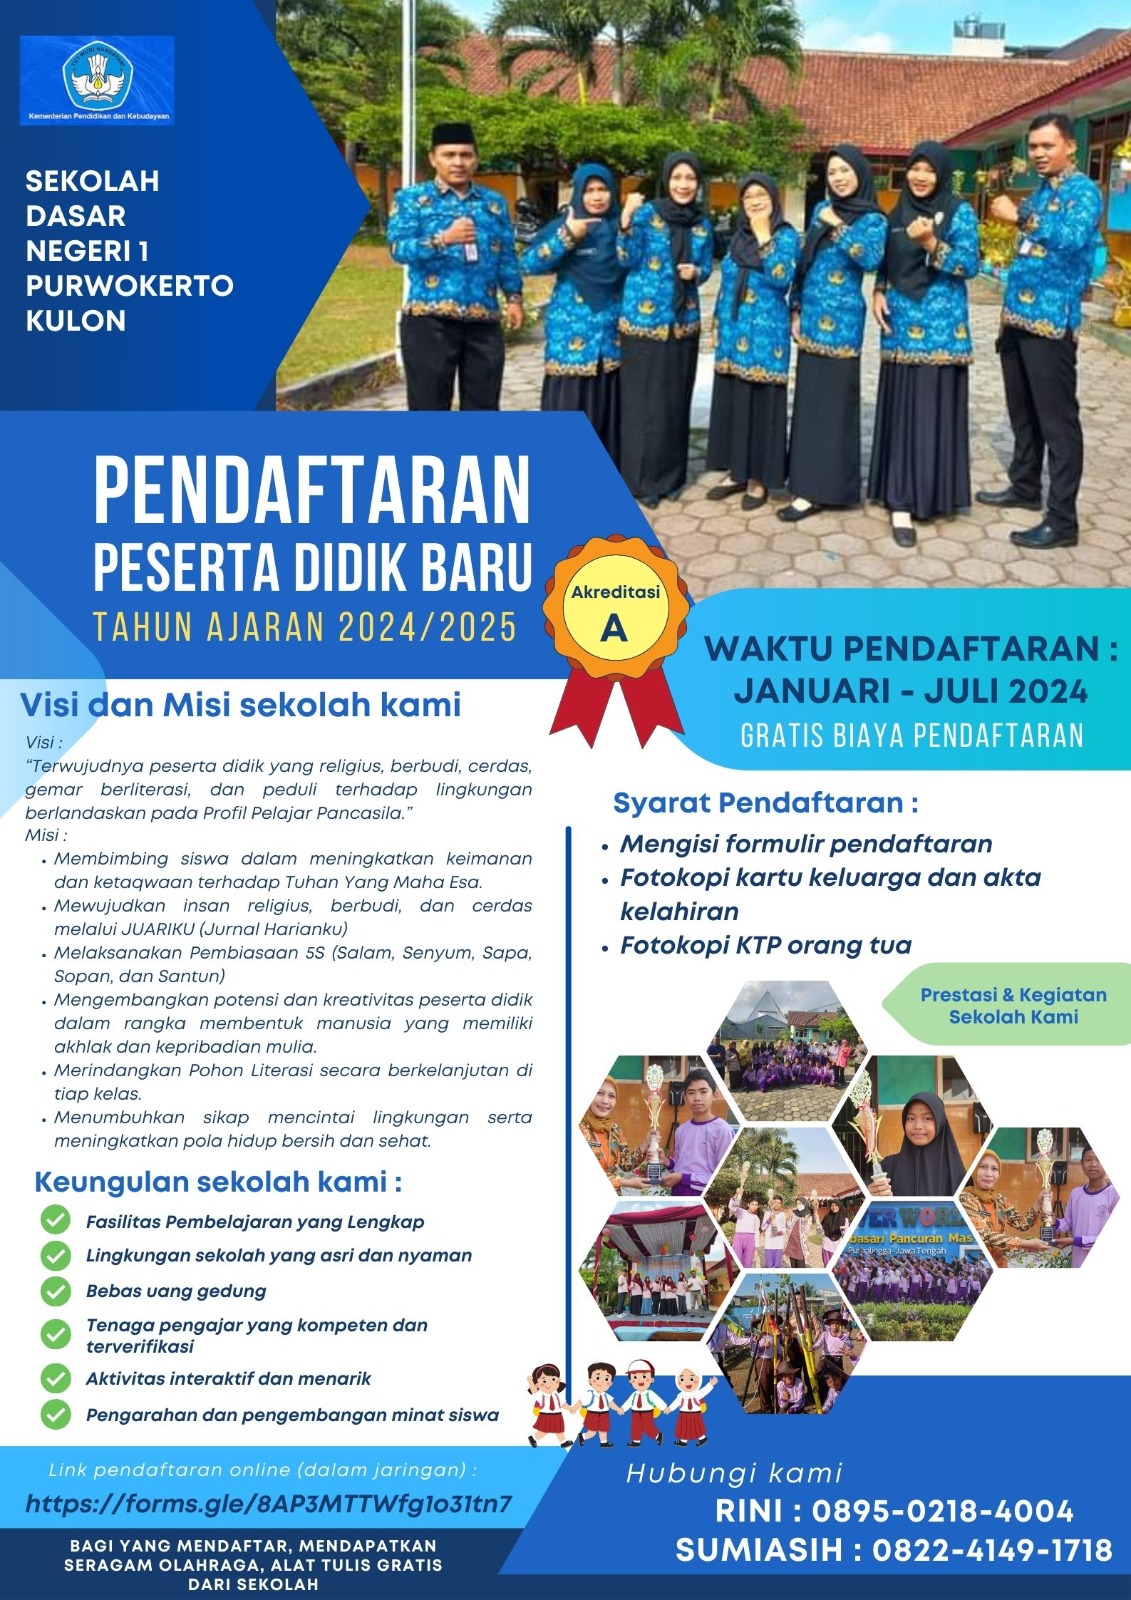 Kementerian Pendidikan dan Kebudayaan
SEKOLAH
DASAR
NEGERI 1
PURWOKERTO
KULON
PENDAFTARAN
PESERTA DIDIK BARU
TAHUN AJARAN 2024/2025
Akreditasi
A
WAKTU PENDAFTARAN :
JANUARI - JULI 2024
GRATIS BIAYA PENDAFTARAN
Visi dan Misi sekolah kami
Visi :
“Terwujudnya peserta didik yang religius, berbudi, cerdas,
gemar berliterasi, dan peduli terhadap lingkungan
berlandaskan pada Profil Pelajar Pancasila.”
Misi :
• Membimbing siswa dalam meningkatkan keimanan
dan ketaqwaan terhadap Tuhan Yang Maha Esa.
• Mewujudkan insan religius, berbudi, dan cerdas
melalui JUARIKU (Jurnal Harianku)
• Melaksanakan Pembiasaan 5S (Salam, Senyum, Sapa,
Sopan, dan Santun)
• Mengembangkan potensi dan kreativitas peserta didik
dalam rangka membentuk manusia yang memiliki
akhlak dan kepribadian mulia.
• Merindangkan Pohon Literasi secara berkelanjutan di
tiap kelas.
• Menumbuhkan sikap mencintai lingkungan serta
meningkatkan pola hidup bersih dan sehat.
Keungulan sekolah kami :
Fasilitas Pembelajaran yang Lengkap
Lingkungan sekolah yang asri dan nyaman
Bebas uang gedung
Tenaga pengajar yang kompeten dan
terverifikasi
Aktivitas interaktif dan menarik
Pengarahan dan pengembangan minat siswa
Syarat Pendaftaran :
• Mengisi formulir pendaftaran
• Fotokopi kartu keluarga dan akta
kelahiran
• Fotokopi KTP orang tua
Prestasi & Kegiatan
Sekolah Kami
Pancuran Mas
Purbalingga-Jawa Tengah
Link pendaftaran online (dalam jaringan) :
https://forms.gle/8AP3MTTWfg1o31tn7
BAGI YANG MENDAFTAR, MENDAPATKAN
SERAGAM OLAHRAGA, ALAT TULIS GRATIS
DARI SEKOLAH
Hubungi kami
RINI : 0895-0218-4004
SUMIASIH : 0822-4149-1718